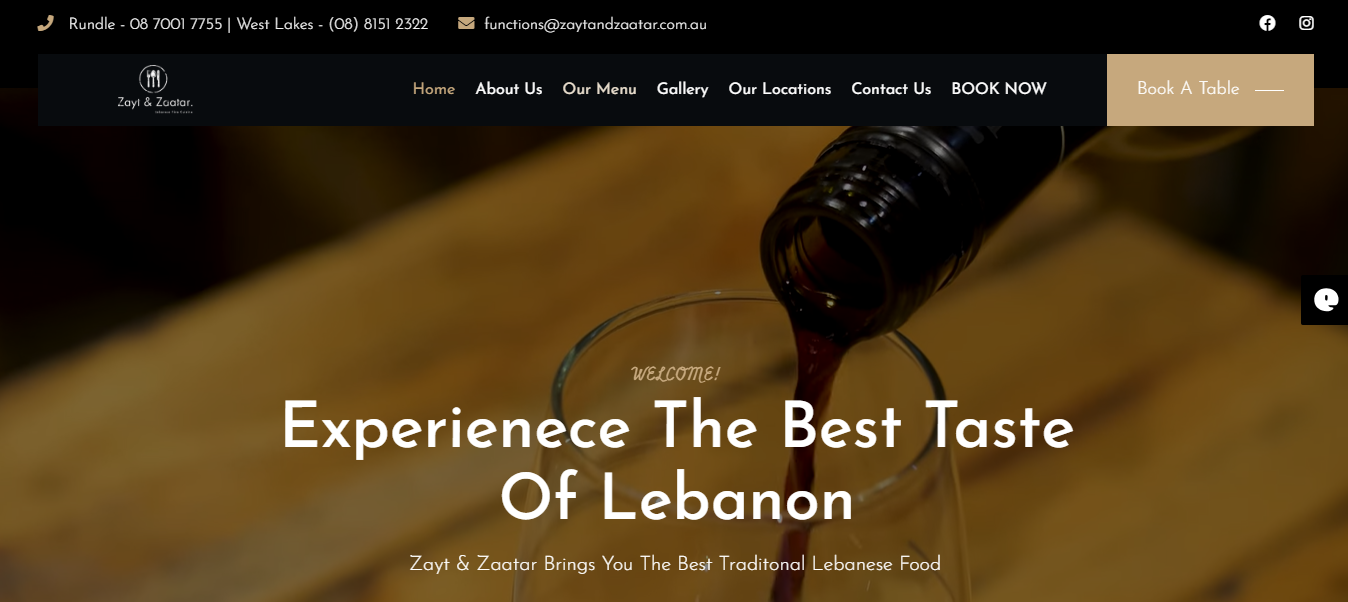 Rundle - 08 7001 7755 | West Lakes - (08) 8151 2322 functions@zaytandzaatar.com.au
Zayt & Zaatar.
Home About Us Our Menu Gallery Our Locations Contact Us BOOK NOW
Book A Table
WELCOME!
Experienece The Best Taste
Of Lebanon
Zayt & Zaatar Brings You The Best Traditonal Lebanese Food